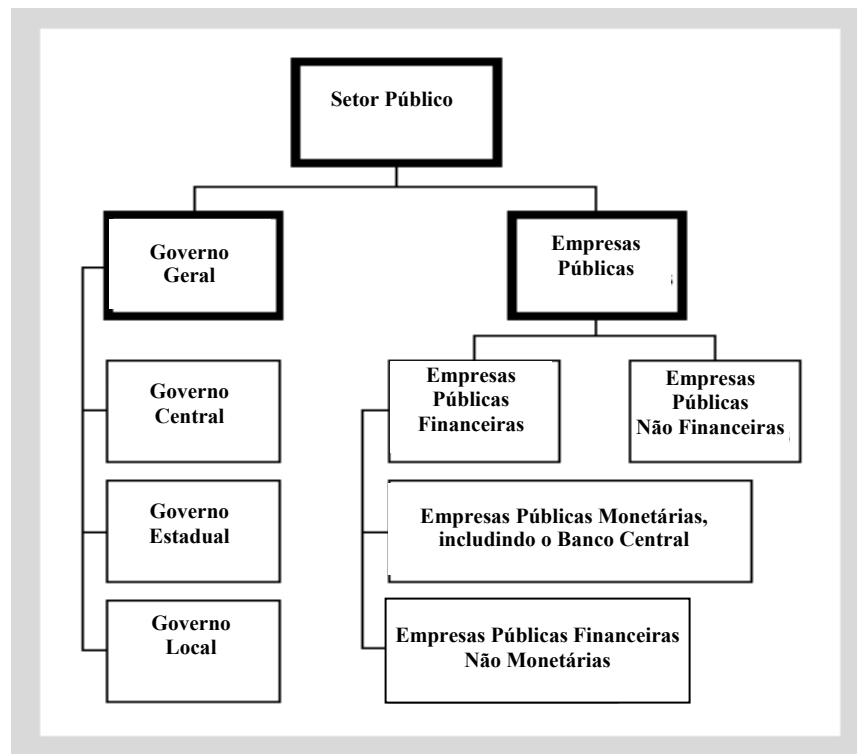 Setor Público
Governo
Geral
Empresas
Públicas
Governo
Central
Empresas
Públicas
Financeiras
Empresas
Públicas
Não Financeiras
Governo
Estadual
Empresas Públicas Monetárias,
includindo o Banco Central
Governo
Local
Empresas Públicas Financeiras
Não Monetárias